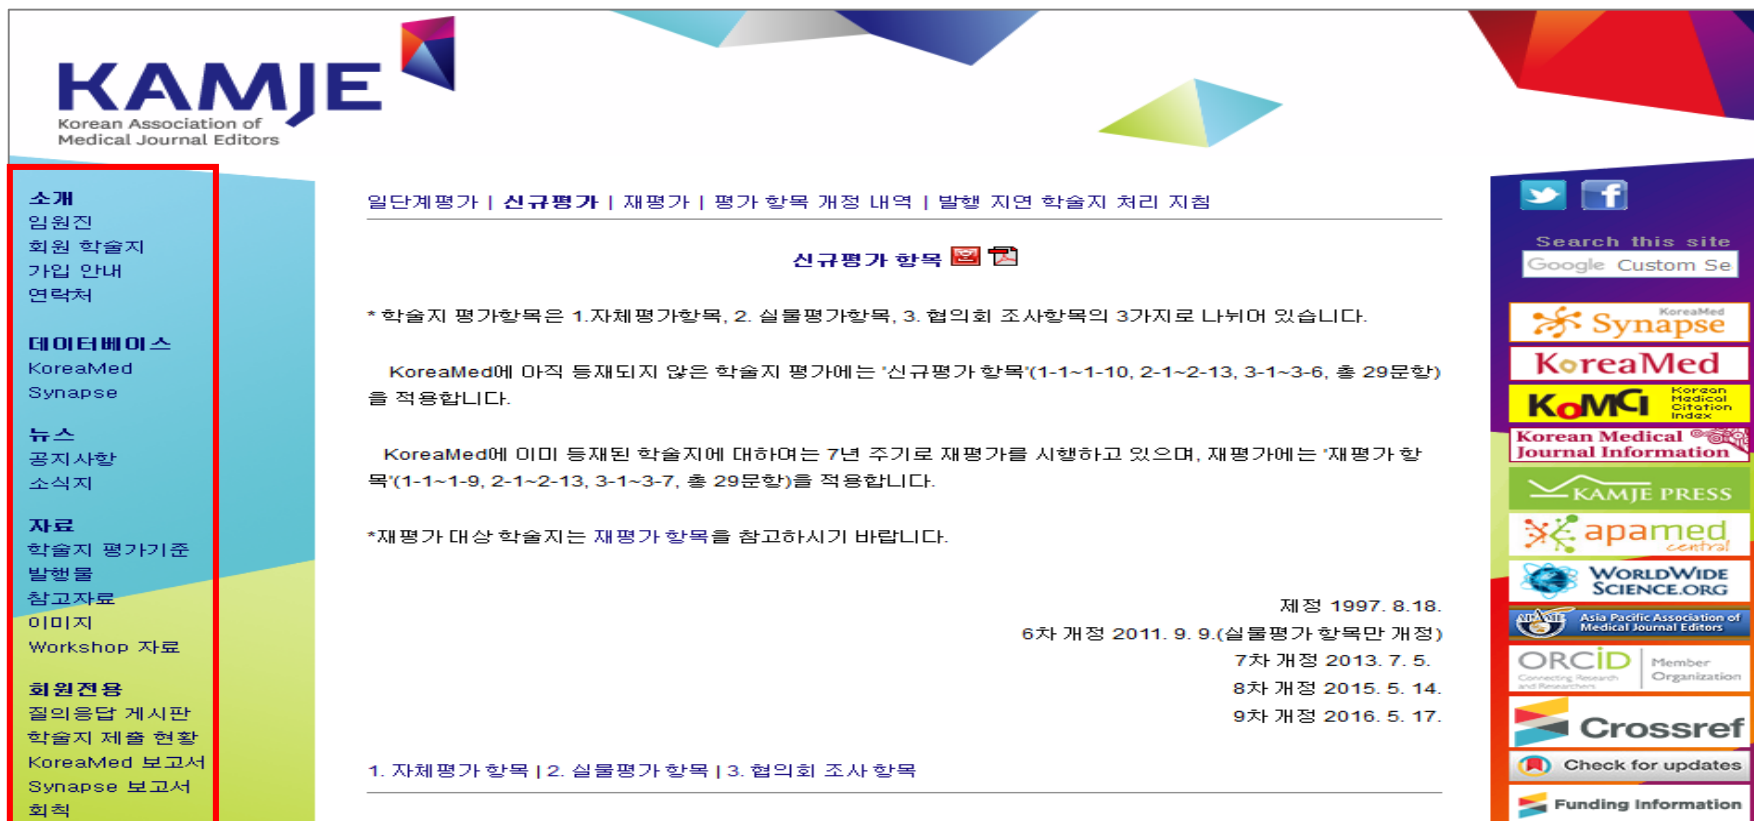 KAMJE
Korean Association of
Medical Journal Editors
소개
임원진
회원 학술지
가입 안내
연락처
데이터베이스
KoreaMed
Synapse
뉴스
공지사항
소식지
자료
학술지 평가기준
발행물
참고자료
이미지
Workshop 자료
회원전용
질의응답 게시판
학술지 제출 현황
KoreaMed 보고서
Synapse 보고서
회칙
일단계평가 | 신규평가 | 재평가 | 평가 항목 개정 내역 | 발행 지연 학술지 처리 지침
신규평가 항목
* 학술지 평가항목은 1.자체평가항목, 2. 실물평가항목, 3. 협의회 조사항목의 3가지로 나뉘어 있습니다.
KoreaMed에 아직 등재되지 않은 학술지 평가에는 '신규평가 항목'(1-1~1-10, 2-1~2-13, 3-1~3-6, 총 29문항)
을 적용합니다.
KoreaMed에 이미 등재된 학술지에 대하여는 7년 주기로 재평가를 시행하고 있으며, 재평가에는 '재평가 항
목'(1-1~1-9, 2-1~2-13, 3-1~3-7, 총 29문항)을 적용합니다.
*재평가 대상 학술지는 재평가 항목을 참고하시기 바랍니다.
제정 1997. 8.18.
6차 개정 2011. 9. 9.(실물평가 항목만 개정)
7차 개정 2013. 7. 5.
8차 개정 2015. 5. 14.
9차 개정 2016. 5. 17.
1. 자체평가 항목 | 2. 실물평가 항목 | 3. 협의회 조사 항목
Search this site
Google Custom Se
KoreaMed
Synapse
KoreaMed
KoMCI Korean
Medical
Citation
Index
Korean Medical
Journal Information
KAMJE PRESS
apamed
central
WORLDWIDE
SCIENCE.ORG
Asia Pacific Association of
Medical Journal Editors
ORCID
Connecting Research
and Researchers
Member
Organization
Crossref
Check for updates
Funding Information